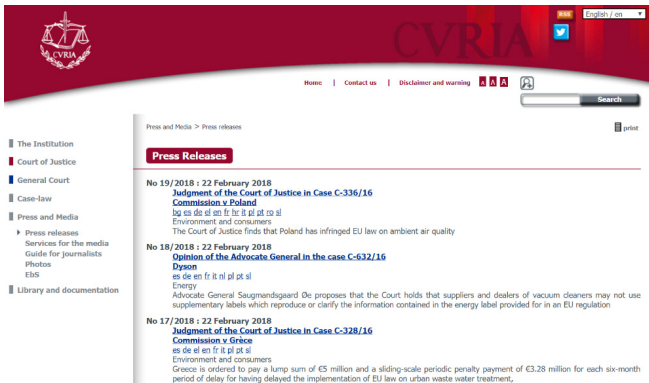 CVRIA
CVRIA
RSS
English / en
Home | Contact us | Disclaimer and warning A A A
Search
Press and Media > Press releases
print
The Institution
Court of Justice
General Court
Case-law
Press and Media
Press releases
Services for the media
Guide for journalists
Photos
EbS
Library and documentation
Press Releases
No 19/2018 : 22 February 2018
Judgment of the Court of Justice in Case C-336/16
Commission v Poland
bg es de el en fr hr it pl pt ro sl
Environment and consumers
The Court of Justice finds that Poland has infringed EU law on ambient air quality
No 18/2018 : 22 February 2018
Opinion of the Advocate General in the case C-632/16
Dyson
es de en fr it nl pl pt sl
Energy
Advocate General Saugmandsgaard Øe proposes that the Court holds that suppliers and dealers of vacuum cleaners may not use
supplementary labels which reproduce or clarify the information contained in the energy label provided for in an EU regulation
No 17/2018 : 22 February 2018
Judgment of the Court of Justice in Case C-328/16
Commission v Grèce
es de el en fr it pl pt sl
Environment and consumers
Greece is ordered to pay a lump sum of €5 million and a sliding-scale periodic penalty payment of €3.28 million for each six-month
period of delay for having delayed the implementation of EU law on urban waste water treatment,